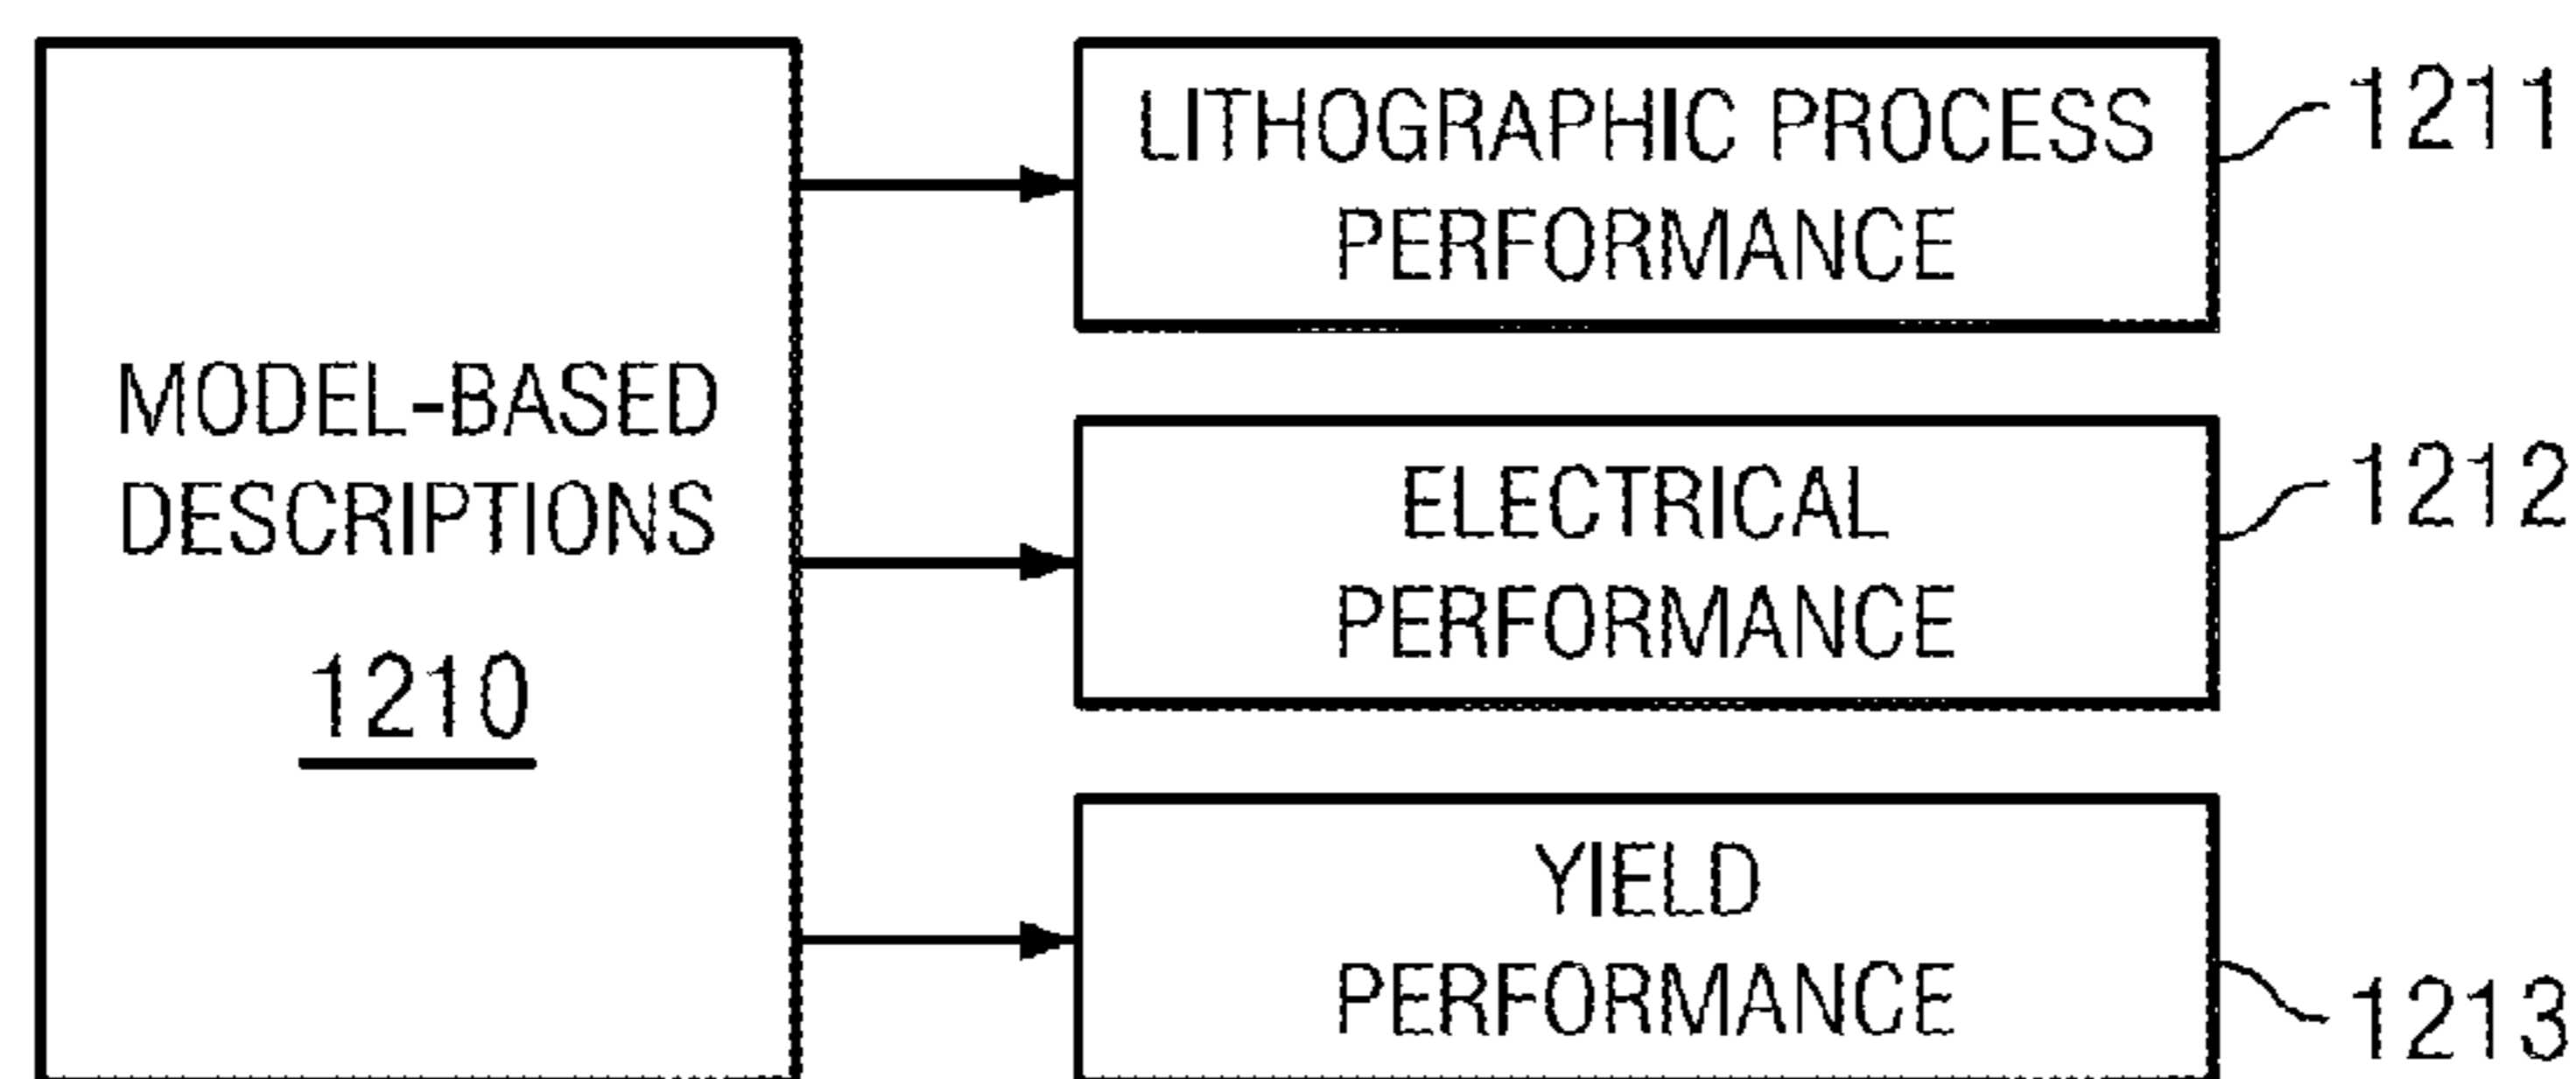 MODEL-BASED
DESCRIPTIONS
1210
LITHOGRAPHIC PROCESS
PERFORMANCE
1211
ELECTRICAL
PERFORMANCE
1212
YIELD
PERFORMANCE
1213